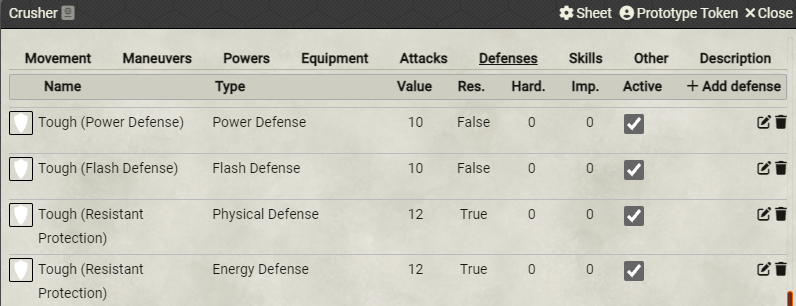 Crusher Sheet Prototype Token Close
Movement Maneuvers Powers Equipment Attacks Defenses Skills Other Description
Name Type Value Res. Hard. Imp. Active + Add defense
Tough (Power Defense) Power Defense 10 False 0 0
Tough (Flash Defense) Flash Defense 10 False 0 0
Tough (Resistant Physical Defense 12 True 0 0
Protection)
Tough (Resistant Energy Defense 12 True 0 0
Protection)